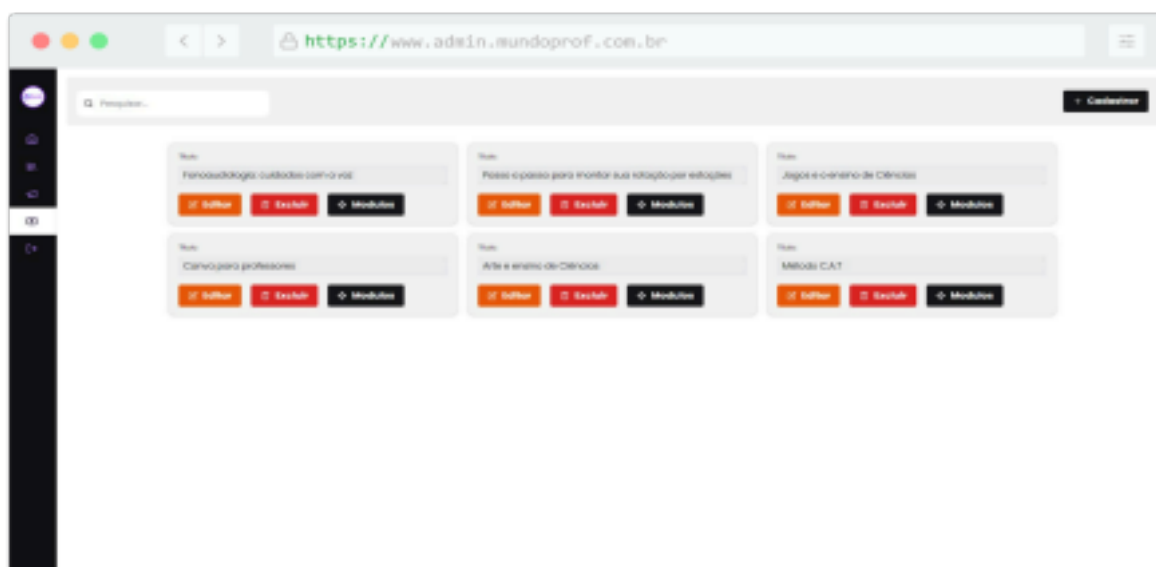 https://www.admin.mundoprof.com.br
Pesquisar...
+ Cadastrar
Título Título Título
Fonoaudiologia: cuidados com a voz Passo a passo para montar sua rotação por estações Jogos e o ensino de Ciências
Editar Excluir Modulos Editar Excluir Modulos Editar Excluir Modulos
Título Título Título
Canva para professores Arte e ensino de Ciências Método C.A.T
Editar Excluir Modulos Editar Excluir Modulos Editar Excluir Modulos